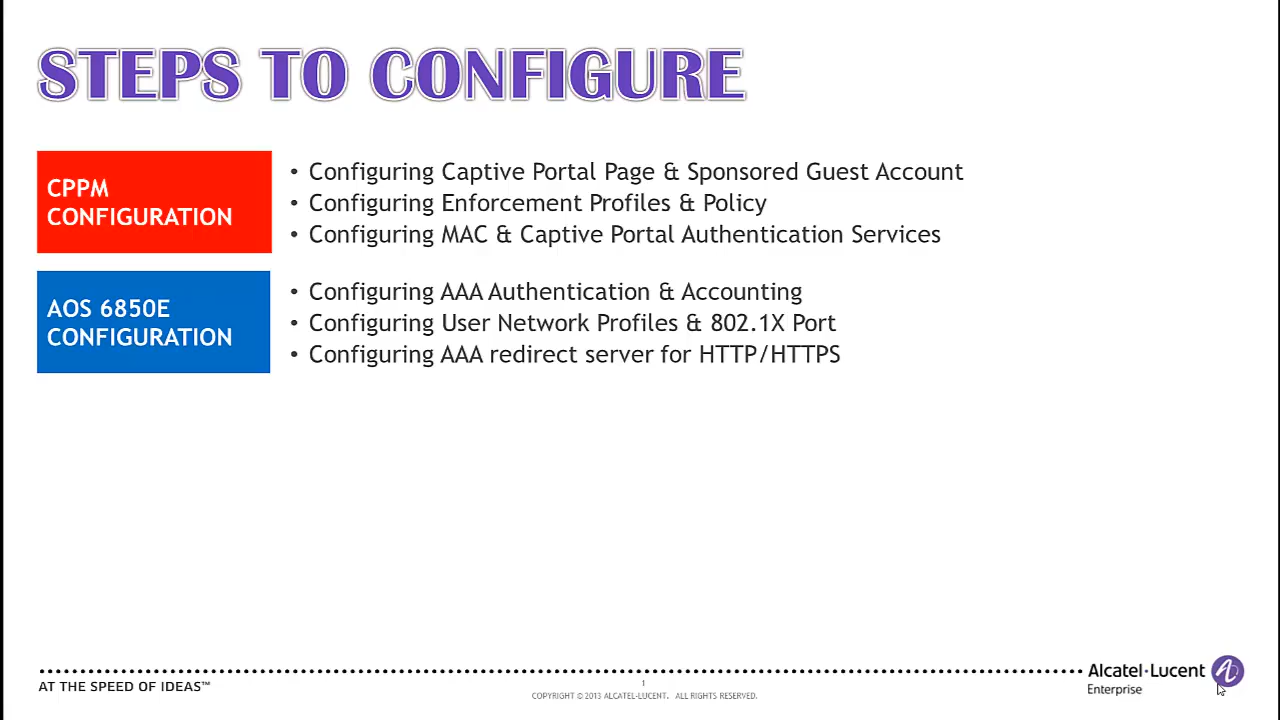 STEPS TO CONFIGURE
CPPM
CONFIGURATION
• Configuring Captive Portal Page & Sponsored Guest Account
• Configuring Enforcement Profiles & Policy
• Configuring MAC & Captive Portal Authentication Services
AOS 6850E
CONFIGURATION
• Configuring AAA Authentication & Accounting
• Configuring User Network Profiles & 802.1X Port
• Configuring AAA redirect server for HTTP/HTTPS
AT THE SPEED OF IDEAS™
1
COPYRIGHT © 2013 ALCATEL-LUCENT. ALL RIGHTS RESERVED.
Alcatel·Lucent
Enterprise